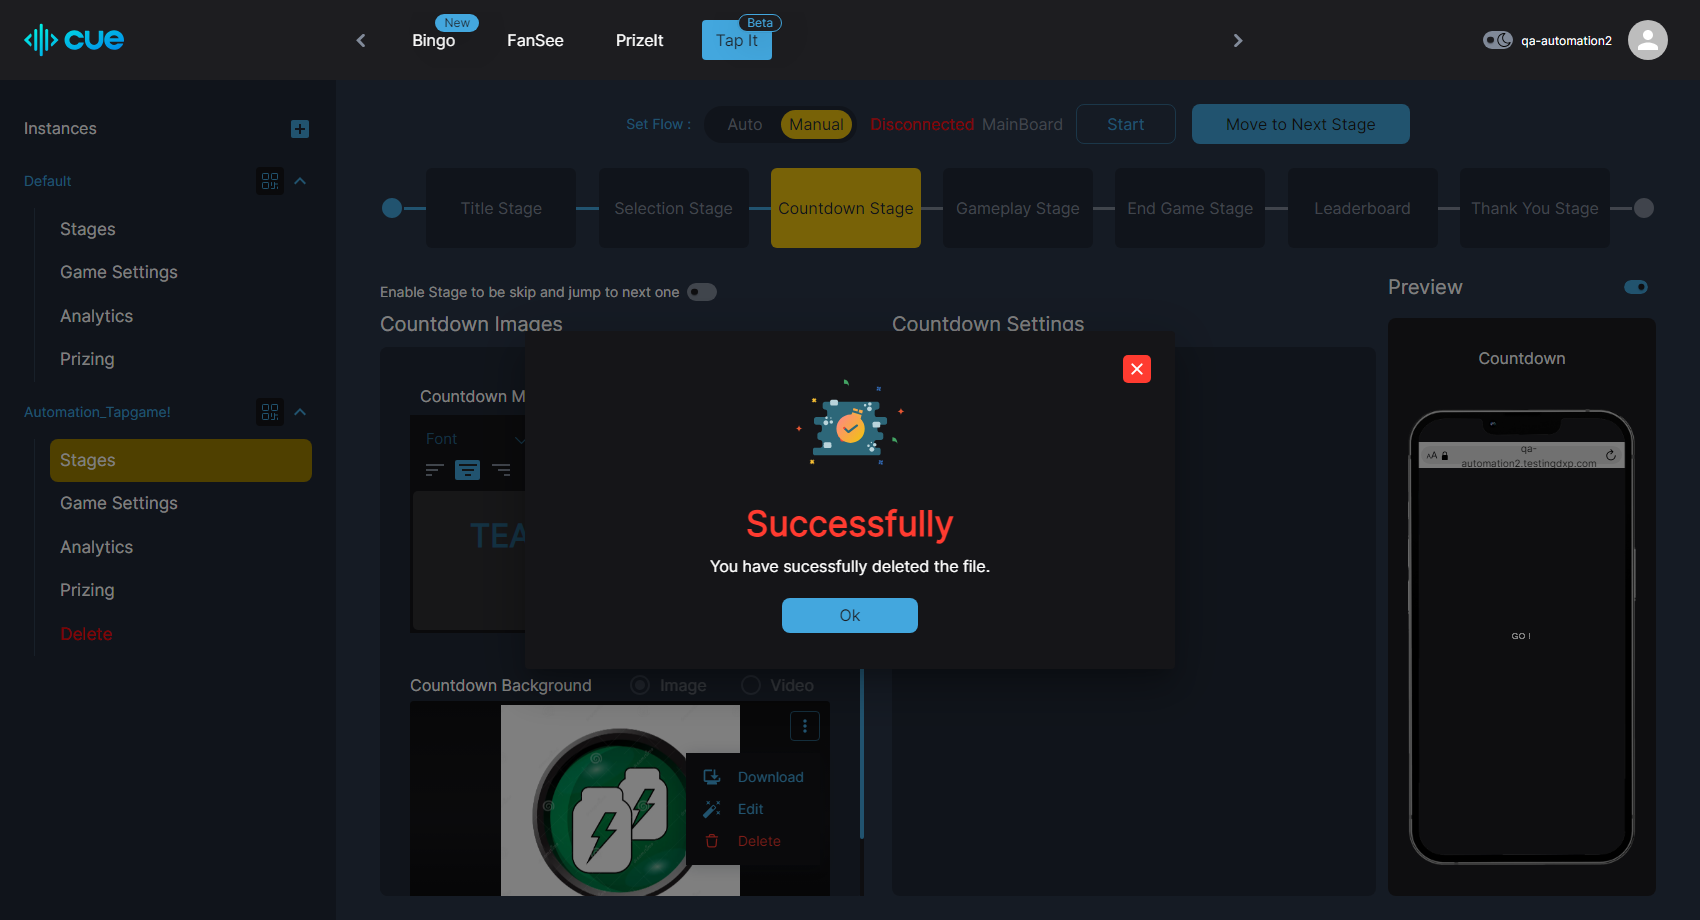 cue
New
Bingo
FanSee
PrizeIt
Beta
Tap It
qa-automation2
Instances
Default
Stages
Game Settings
Analytics
Prizing
Automation_Tapgame!
Stages
Game Settings
Analytics
Prizing
Delete
Set Flow :
Auto
Manual
Disconnected
MainBoard
Start
Move to Next Stage
Title Stage
Selection Stage
Countdown Stage
Gameplay Stage
End Game Stage
Leaderboard
Thank You Stage
Enable Stage to be skip and jump to next one
Countdown Images
Countdown Settings
Countdown M
Font
TEA
Successfully
You have sucessfully deleted the file.
Ok
Countdown Background
Image
Video
Download
Edit
Delete
Preview
Countdown
AA
qa-
automation2.testingdxp.com
GO !